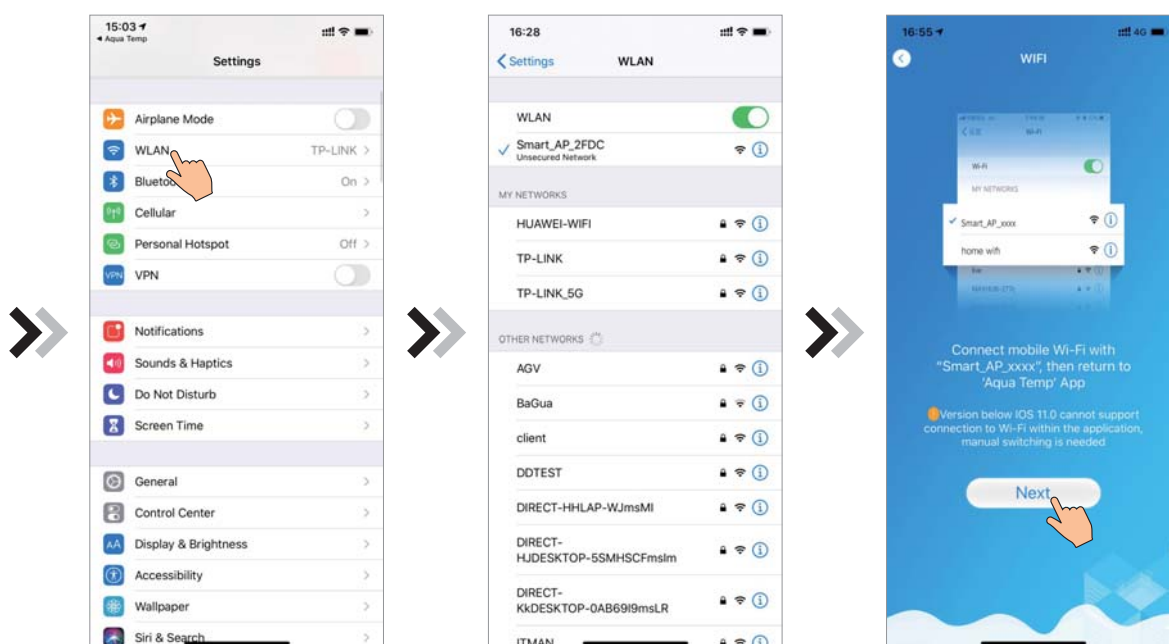 15:03
Aqua Temp
Settings
Airplane Mode
WLAN TP-LINK
Bluetoo On
Cellular
Personal Hotspot Off
VPN VPN
Notifications
Sounds & Haptics
Do Not Disturb
Screen Time
General
Control Center
AA Display & Brightness
Accessibility
Wallpaper
Siri & Search
16:28
Settings WLAN
WLAN
Smart_AP_2FDC
Unsecured Network
MY NETWORKS
HUAWEI-WIFI
TP-LINK
TP-LINK_5G
OTHER NETWORKS
AGV
BaGua
client
DDTEST
DIRECT-HHLAP-WJmsMI
DIRECT-
HJDESKTOP-5SMHSCFmsIm
DIRECT-
KkDESKTOP-0AB69I9msLR
ITMAN
16:55 4G
WIFI
Wi-Fi
Wi-Fi
MY NETWORKS
Smart_AP_xxxx
home wifi
Connect mobile Wi-Fi with
"Smart_AP_xxxx", then return to
'Aqua Temp' App
Version below IOS 11.0 cannot support
connection to Wi-Fi within the application,
manual switching is needed
Next